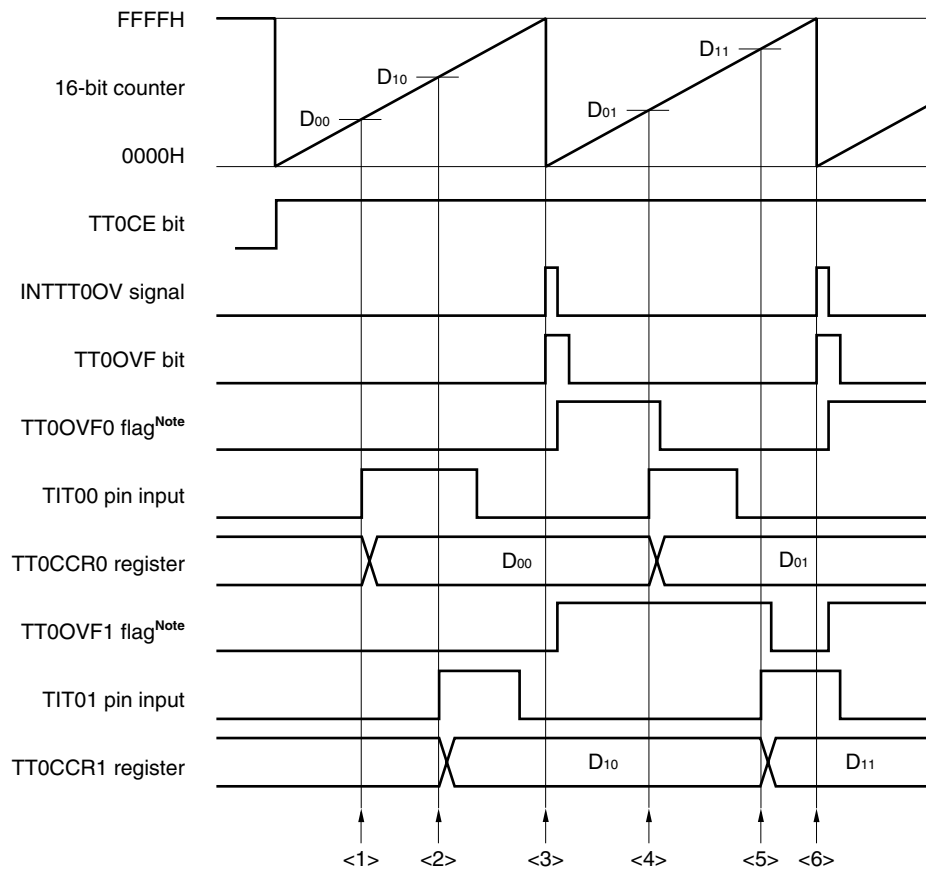 FFFFH
D11
D10
16-bit counter
D01
D00
0000H
TT0CE bit
INTTT0OV signal
TT0OVF bit
TT0OVF0 flagNote
TIT00 pin input
TT0CCR0 register D00 D01
TT0OVF1 flagNote
TIT01 pin input
TT0CCR1 register D10 D11
<1> <2> <3> <4> <5> <6>